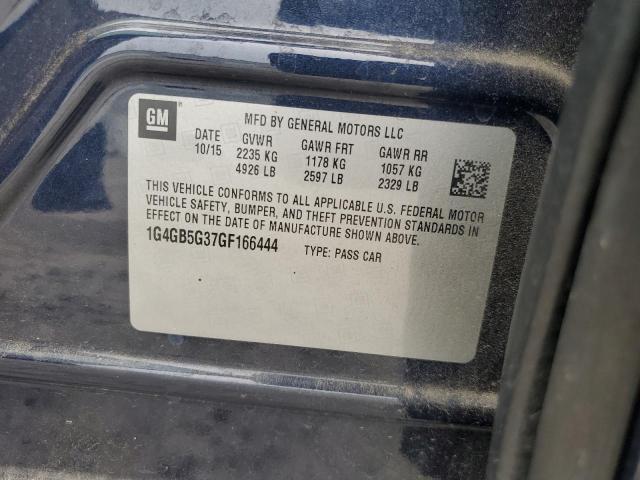 GM
MFD BY GENERAL MOTORS LLC
DATE GVWR GAWR FRT GAWR RR
10/15 2235 KG 1178 KG 1057 KG
4926 LB 2597 LB 2329 LB
THIS VEHICLE CONFORMS TO ALL APPLICABLE U.S. FEDERAL MOTOR
VEHICLE SAFETY, BUMPER, AND THEFT PREVENTION STANDARDS IN
EFFECT ON THE DATE OF MANUFACTURE SHOWN ABOVE.
1G4GB5G37GF166444 TYPE: PASS CAR